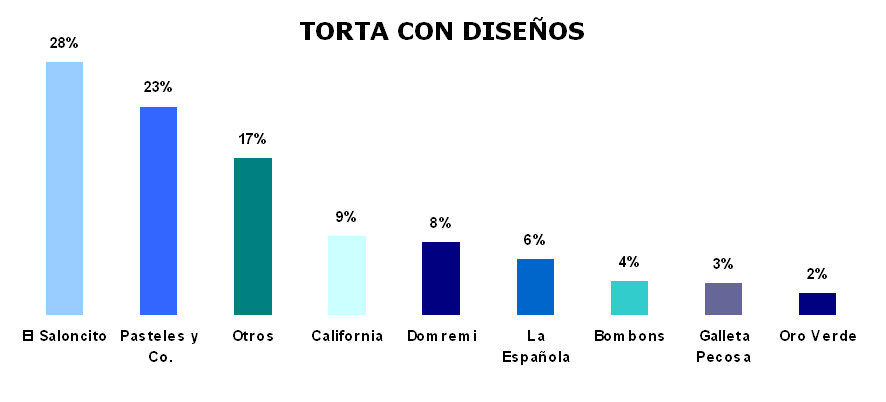 TORTA CON DISEÑOS
28%
23%
17%
9%
8%
6%
4%
3%
2%
El Saloncito
Pasteles y
Co.
Otros
California
Domremi
La
Española
Bombons
Galleta
Pecosa
Oro Verde